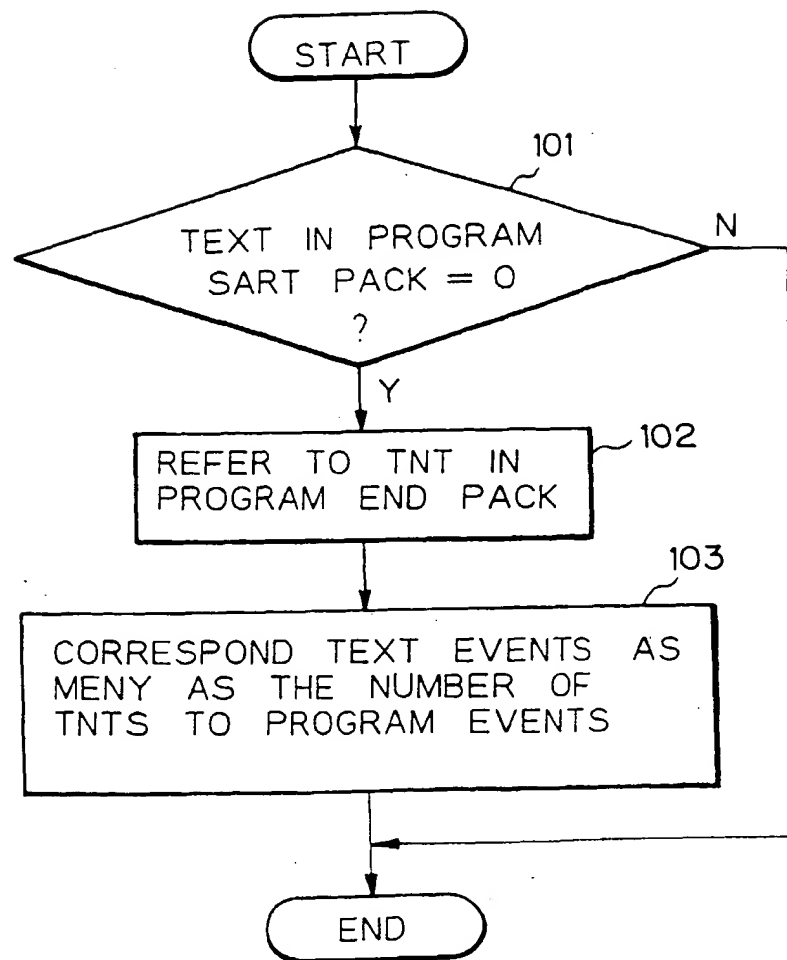 START
101
TEXT IN PROGRAM
SART PACK = 0
?
N
Y
102
REFER TO TNT IN
PROGRAM END PACK
103
CORRESPOND TEXT EVENTS AS
MENY AS THE NUMBER OF
TNTS TO PROGRAM EVENTS
END